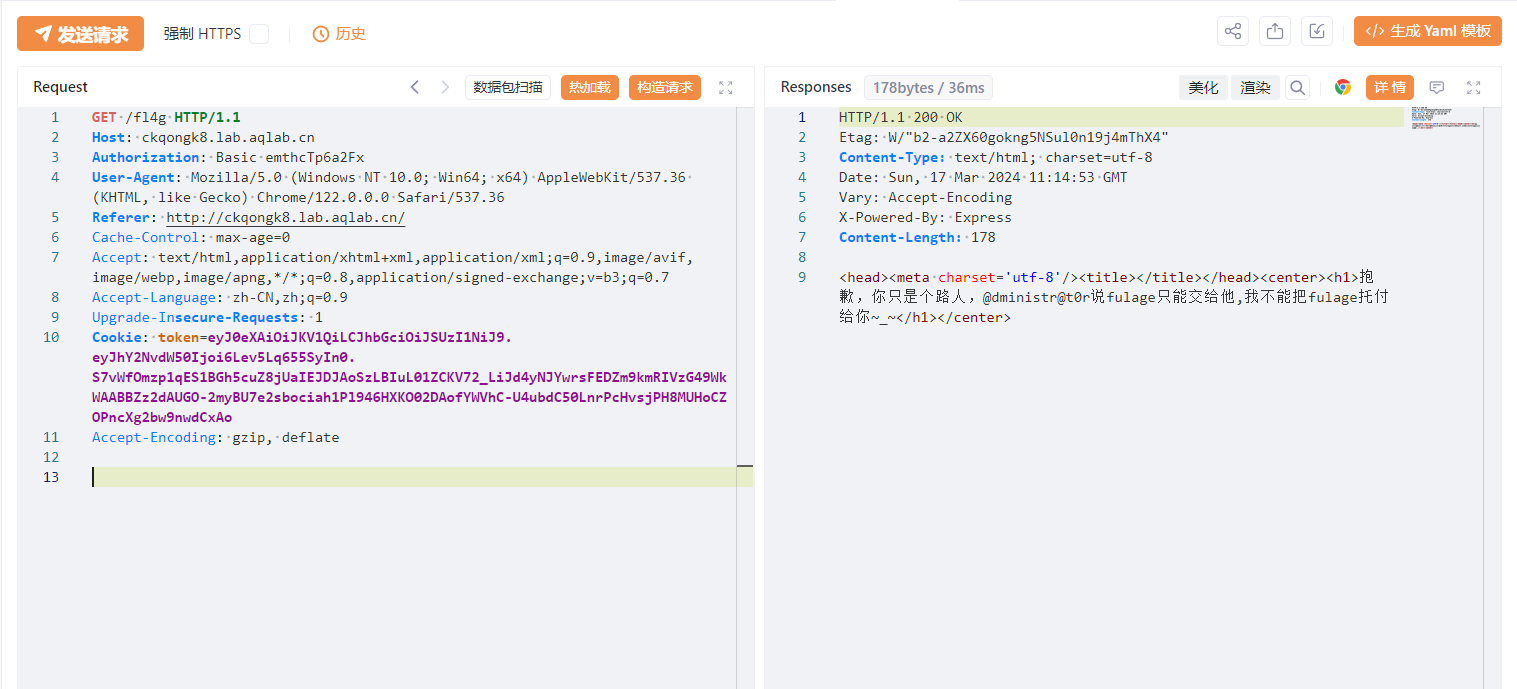 发送请求 强制 HTTPS 历史 </> 生成 Yaml 模板
Request 数据包扫描 热加载 构造请求
1 GET /fl4g HTTP/1.1
2 Host: ckqongk8.lab.aqlab.cn
3 Authorization: Basic emthcTp6a2Fx
4 User-Agent: Mozilla/5.0 (Windows NT 10.0; Win64; x64) AppleWebKit/537.36
(KHTML, like Gecko) Chrome/122.0.0.0 Safari/537.36
5 Referer: http://ckqongk8.lab.aqlab.cn/
6 Cache-Control: max-age=0
7 Accept: text/html,application/xhtml+xml,application/xml;q=0.9,image/avif,
image/webp,image/apng,*/*;q=0.8,application/signed-exchange;v=b3;q=0.7
8 Accept-Language: zh-CN,zh;q=0.9
9 Upgrade-Insecure-Requests: 1
10 Cookie: token=eyJ0eXAiOiJKV1QiLCJhbGciOiJSUzI1NiJ9.
eyJhY2NvdW50Ijoi6Lev5Lq655SyIn0.
S7vWfOmzp1qES1BGh5cuZ8jUaIEJDJAoSzLBIuL01ZCKV72_LiJd4yNJYwrsFEDZm9kmRIVzG49Wk
WAABBZz2dAUGO-2myBU7e2sbociah1Pl946HXKO02DAofYWVhC-U4ubdC50LnrPcHvsjPH8MUHoCZ
OPncXg2bw9nwdCxAo
11 Accept-Encoding: gzip, deflate
12
13
Responses 178bytes / 36ms 美化 渲染 详 情
1 HTTP/1.1 200 OK
2 Etag: W/"b2-a2ZX60gokng5NSul0n19j4mThX4"
3 Content-Type: text/html; charset=utf-8
4 Date: Sun, 17 Mar 2024 11:14:53 GMT
5 Vary: Accept-Encoding
6 X-Powered-By: Express
7 Content-Length: 178
8
9 <head><meta charset='utf-8'/><title></title></head><center><h1>抱
歉，你只是个路人，@dministr@t0r说fulage只能交给他,我不能把fulage托付
给你~_~</h1></center>